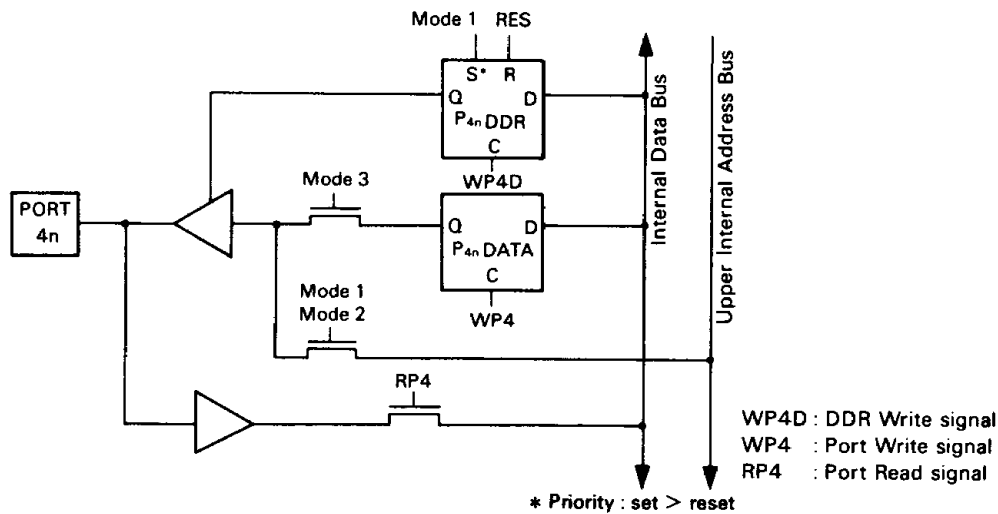 Mode 1 RES
S* R
Q D
P4n DDR
C
WP4D
Mode 3
PORT
4n
Q D
P4n DATA
C
WP4
Mode 1
Mode 2
RP4
Internal Data Bus
Upper Internal Address Bus
WP4D : DDR Write signal
WP4 : Port Write signal
RP4 : Port Read signal
* Priority : set > reset